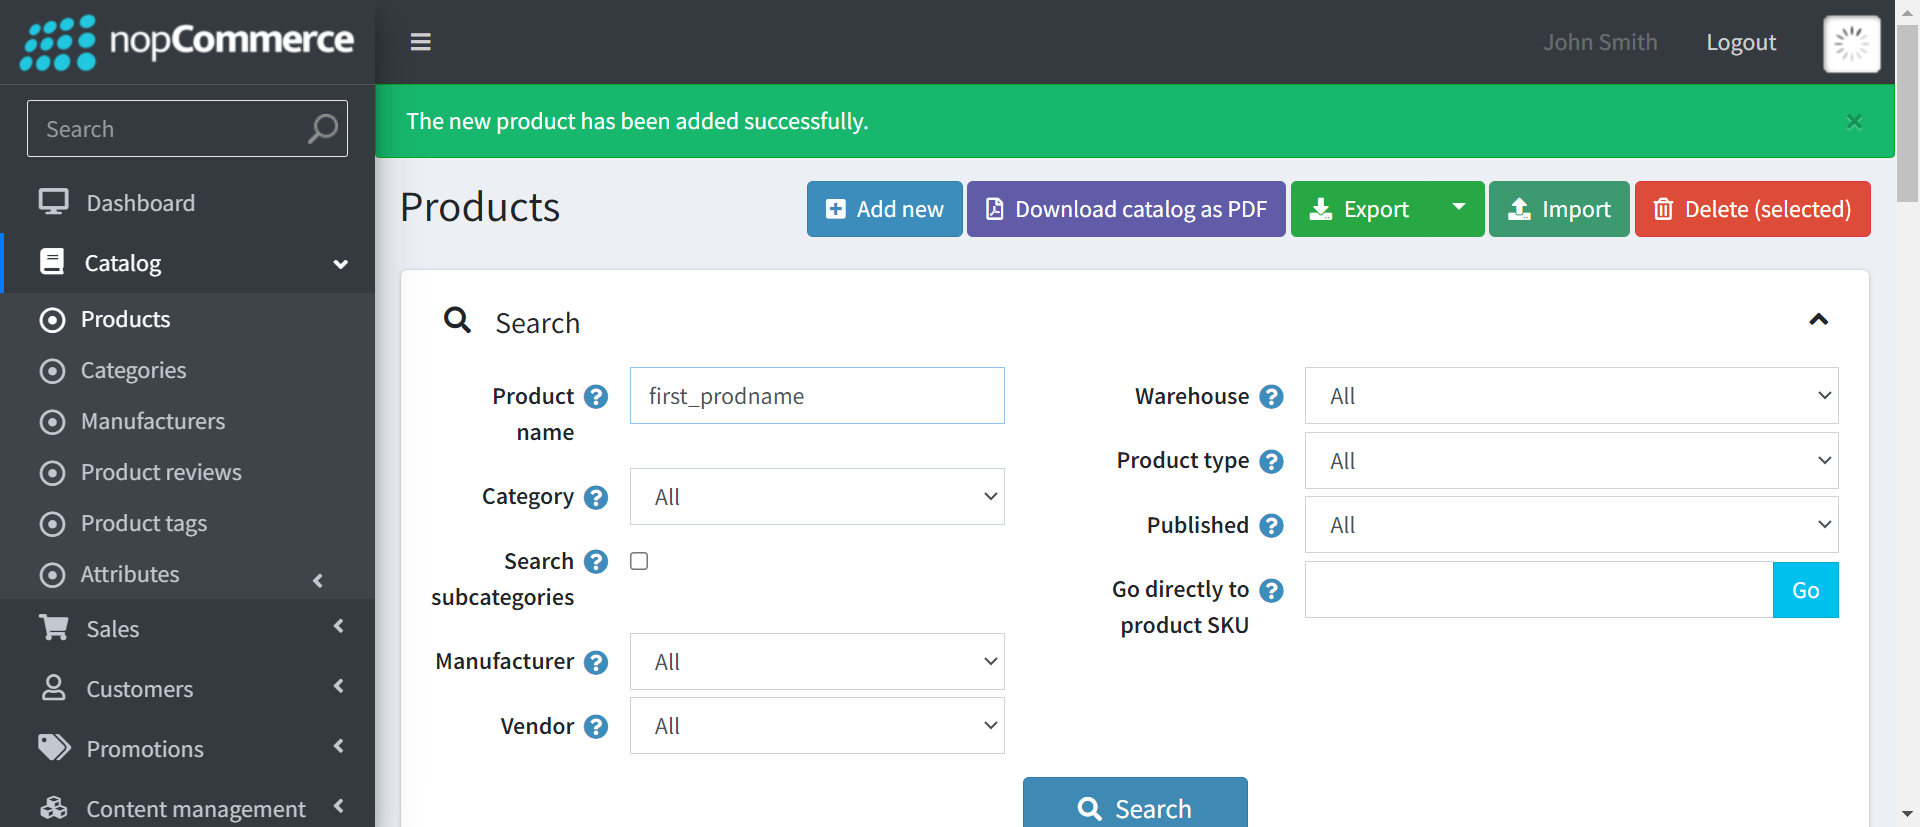 nopCommerce
John Smith
Logout
Search
The new product has been added successfully.
×
Dashboard
Catalog
Products
Categories
Manufacturers
Product reviews
Product tags
Attributes
Sales
Customers
Promotions
Content management
Products
Add new
Download catalog as PDF
Export
Import
Delete (selected)
Search
Product name
first_prodname
Category
All
Search subcategories
Manufacturer
All
Vendor
All
Warehouse
All
Product type
All
Published
All
Go directly to product SKU
Go
Search